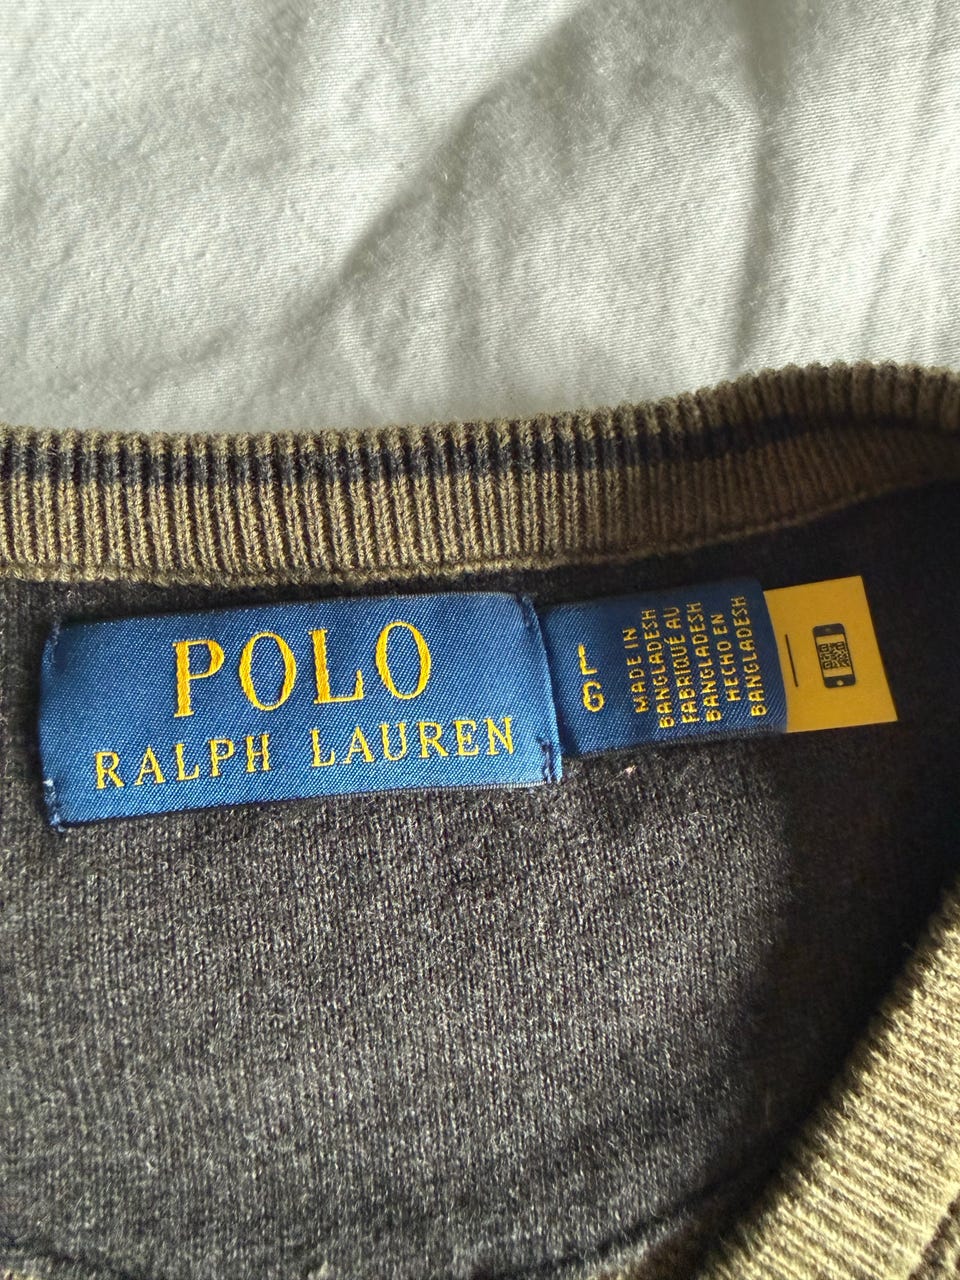 POLO
RALPH LAUREN
L
G
MADE IN
BANGLADESH
FABRIQUÉ AU
BANGLADESH
HECHO EN
BANGLADESH